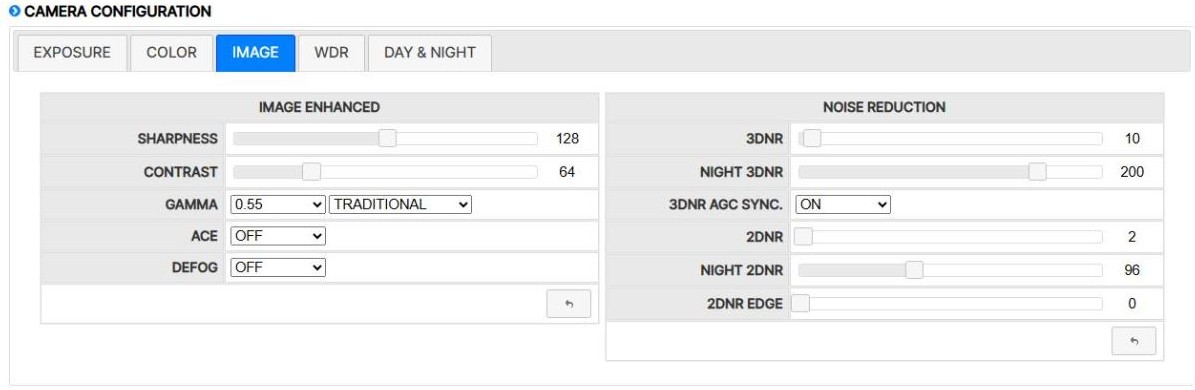 CAMERA CONFIGURATION
EXPOSURE COLOR IMAGE WDR DAY & NIGHT
IMAGE ENHANCED
SHARPNESS 128
CONTRAST 64
GAMMA 0.55 TRADITIONAL
ACE OFF
DEFOG OFF
NOISE REDUCTION
3DNR 10
NIGHT 3DNR 200
3DNR AGC SYNC. ON
2DNR 2
NIGHT 2DNR 96
2DNR EDGE 0